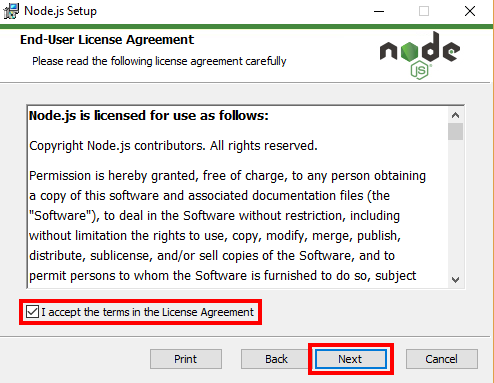 Node.js Setup
End-User License Agreement
Please read the following license agreement carefully
node
JS
Node.js is licensed for use as follows:
Copyright Node.js contributors. All rights reserved.
Permission is hereby granted, free of charge, to any person obtaining
a copy of this software and associated documentation files (the
"Software"), to deal in the Software without restriction, including
without limitation the rights to use, copy, modify, merge, publish,
distribute, sublicense, and/or sell copies of the Software, and to
permit persons to whom the Software is furnished to do so, subject
I accept the terms in the License Agreement
Print Back Next Cancel